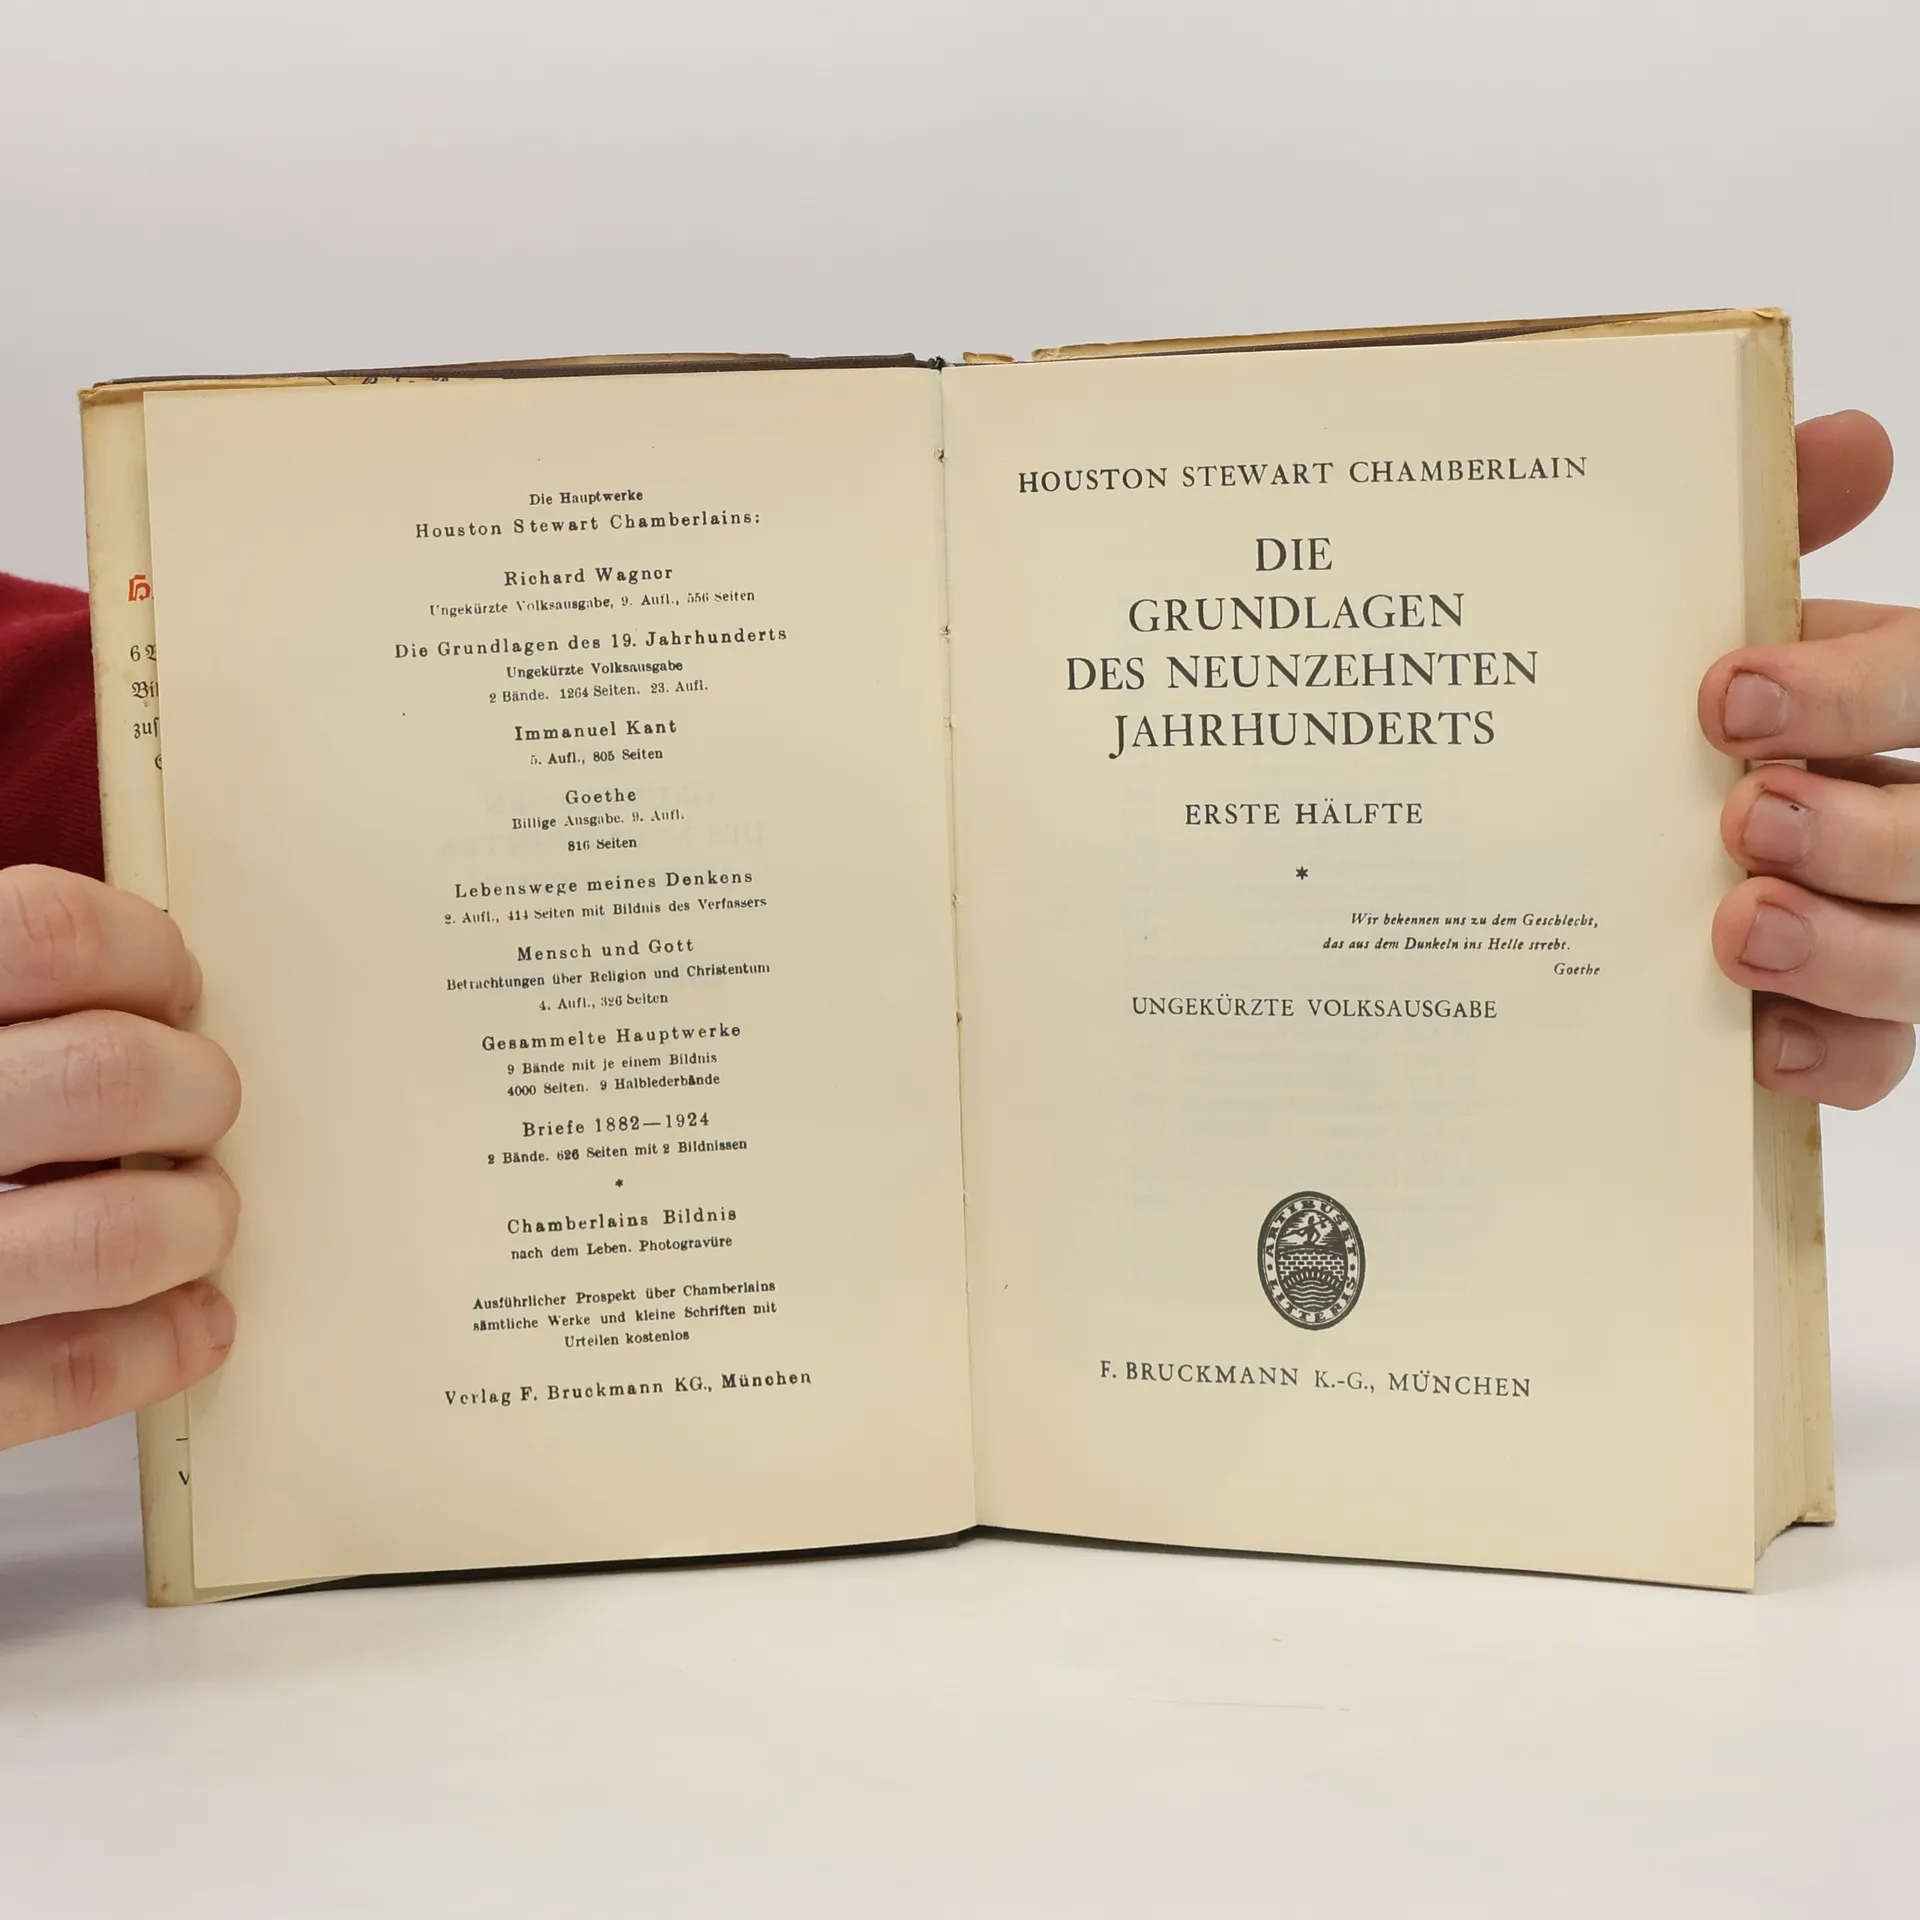 6
Bil
zus
Die Hauptwerke
Houston Stewart Chamberlains:
Richard Wagner
Ungekürzte Volksausgabe, 9. Aufl., 556 Seiten
Die Grundlagen des 19. Jahrhunderts
Ungekürzte Volksausgabe
2 Bände. 1264 Seiten. 23. Aufl.
Immanuel Kant
5. Aufl., 805 Seiten
Goethe
Billige Ausgabe. 9. Aufl.
816 Seiten
Lebenswege meines Denkens
2. Aufl., 414 Seiten mit Bildnis des Verfassers
Mensch und Gott
Betrachtungen über Religion und Christentum
4. Aufl., 326 Seiten
Gesammelte Hauptwerke
9 Bände mit je einem Bildnis
4000 Seiten. 9 Halblederbände
Briefe 1882—1924
2 Bände. 626 Seiten mit 2 Bildnissen
*
Chamberlains Bildnis
nach dem Leben. Photogravüre
Ausführlicher Prospekt über Chamberlains
sämtliche Werke und kleine Schriften mit
Urteilen kostenlos
Verlag F. Bruckmann KG., München
HOUSTON STEWART CHAMBERLAIN
DIE
GRUNDLAGEN
DES NEUNZEHNTEN
JAHRHUNDERTS
ERSTE HÄLFTE
*
Wir bekennen uns zu dem Geschlecht,
das aus dem Dunkeln ins Helle strebt.
Goethe
UNGEKÜRZTE VOLKSAUSGABE
ARTIBUS ET
LITTERIS
F. BRUCKMANN K.-G., MÜNCHEN